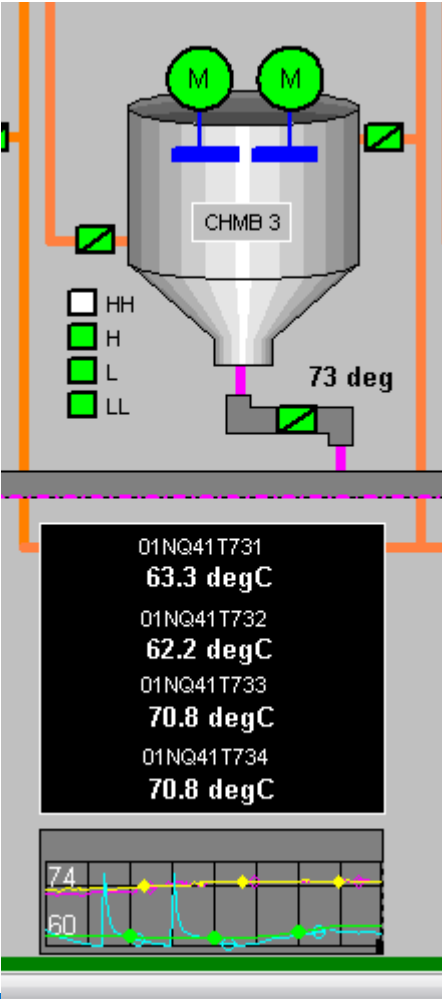 M M
CHMB 3
HH
H
L
LL
73 deg
01NQ41T731
63.3 degC
01NQ41T732
62.2 degC
01NQ41T733
70.8 degC
01NQ41T734
70.8 degC
74
60